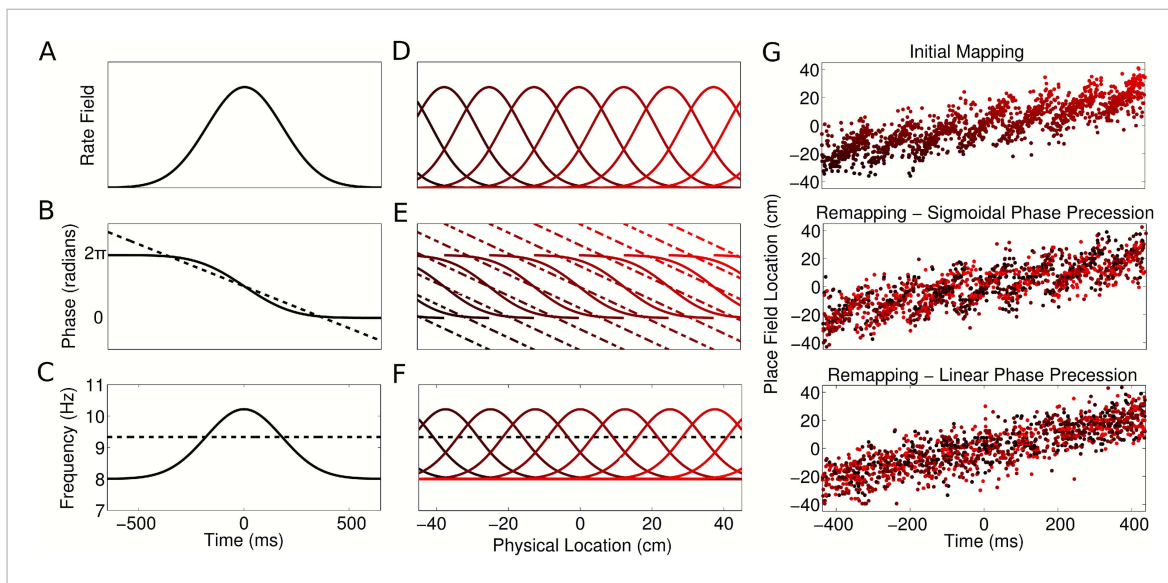 A
Rate Field
B
Phase (radians)
2π
0
C
Frequency (Hz)
11
10
9
8
7
−500 0 500
Time (ms)
D
E
F
−40 −20 0 20 40
Physical Location (cm)
G
Initial Mapping
40
20
0
−20
−40
Remapping − Sigmoidal Phase Precession
40
20
0
−20
−40
Remapping − Linear Phase Precession
40
20
0
−20
−40
Place Field Location (cm)
−400 −200 0 200 400
Time (ms)